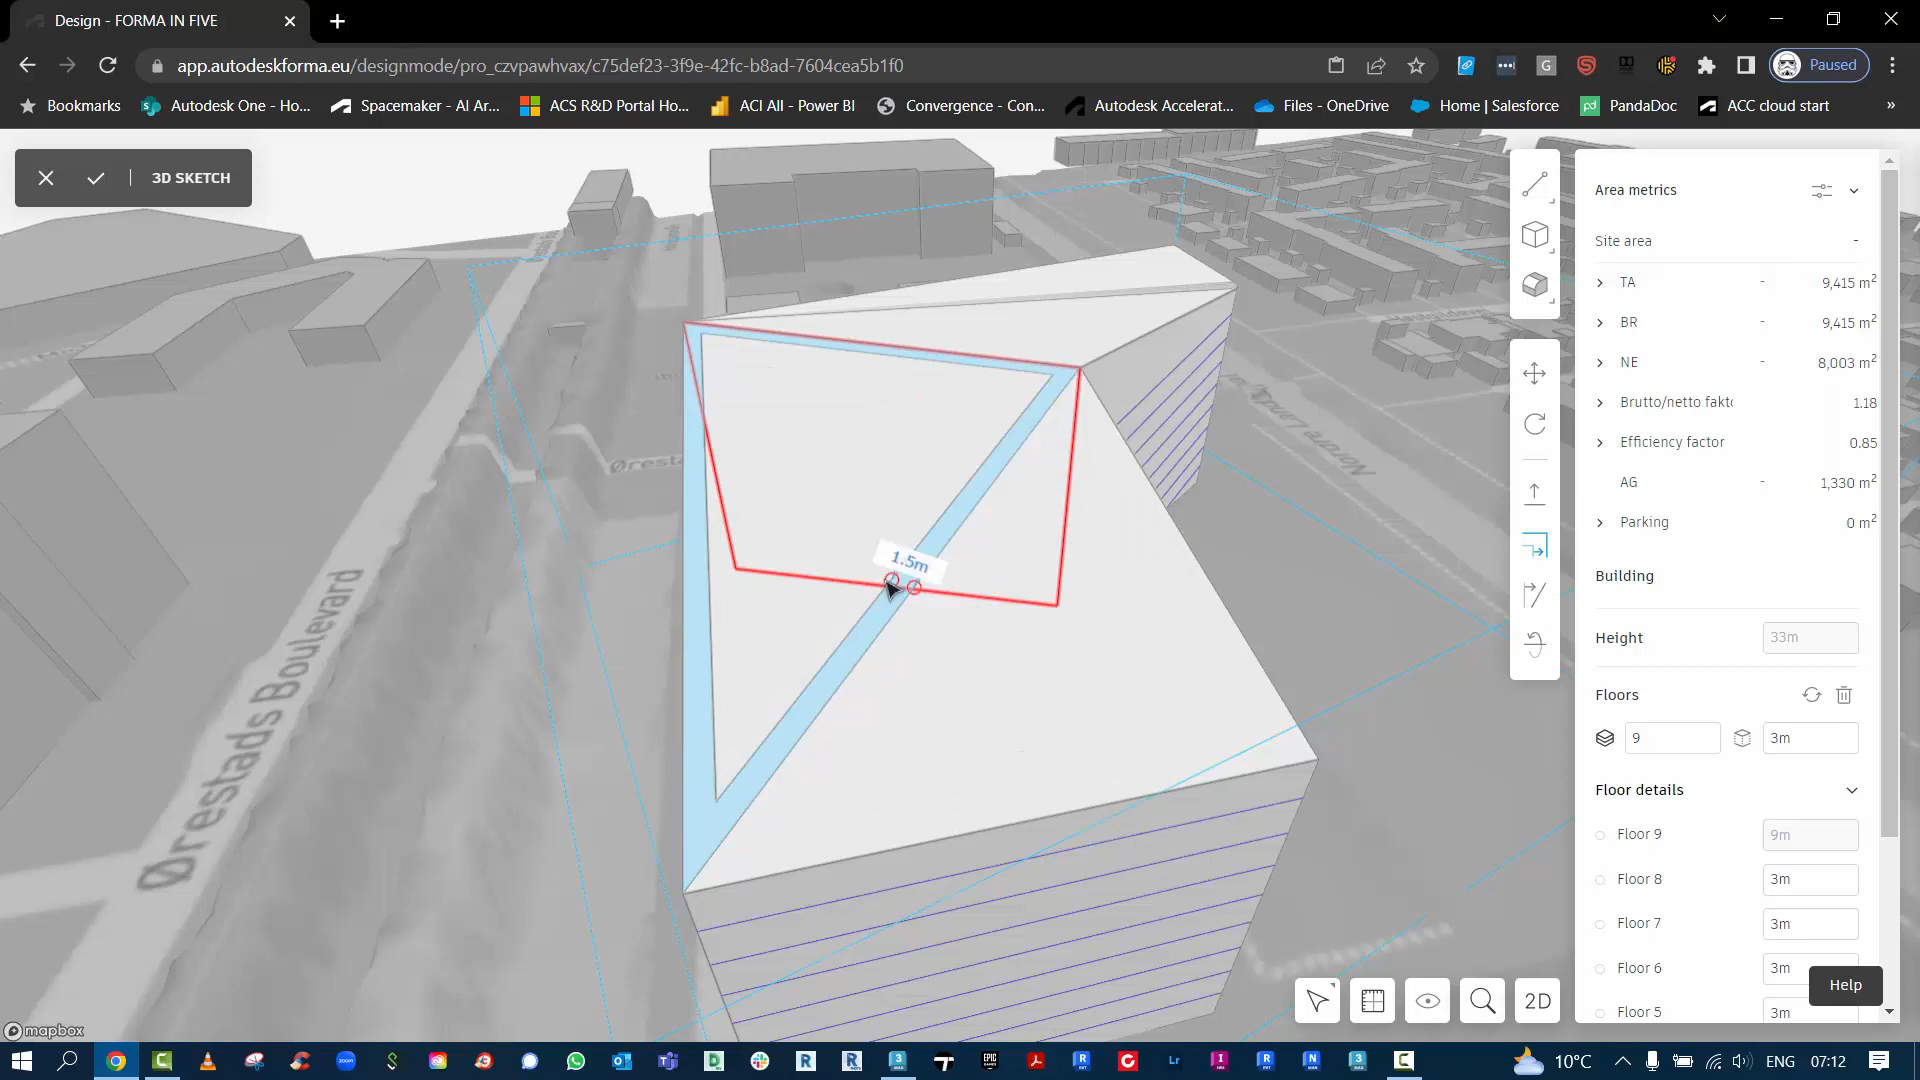 Design - FORMA IN FIVE
app.autodeskforma.eu/designmode/pro_czvpawhvax/c75def23-3f9e-42fc-b8ad-7604cea5b1f0
Paused
Bookmarks
Autodesk One - Ho...
Spacemaker - AI Ar...
ACS R&D Portal Ho...
ACI All - Power BI
Convergence - Con...
Autodesk Accelerat...
Files - OneDrive
Home | Salesforce
PandaDoc
ACC cloud start
»
3D SKETCH
Area metrics
Site area -
TA - 9,415 m²
BR - 9,415 m²
NE - 8,003 m²
Brutto/netto fakto 1.18
Efficiency factor 0.85
AG - 1,330 m²
Parking 0 m²
Building
Height 33m
Floors
9 3m
Floor details
Floor 9 9m
Floor 8 3m
Floor 7 3m
Floor 6 3m
Floor 5 3m
Help
1.5m
Ørestads Boulevard
2D
mapbox
10°C
ENG
07:12